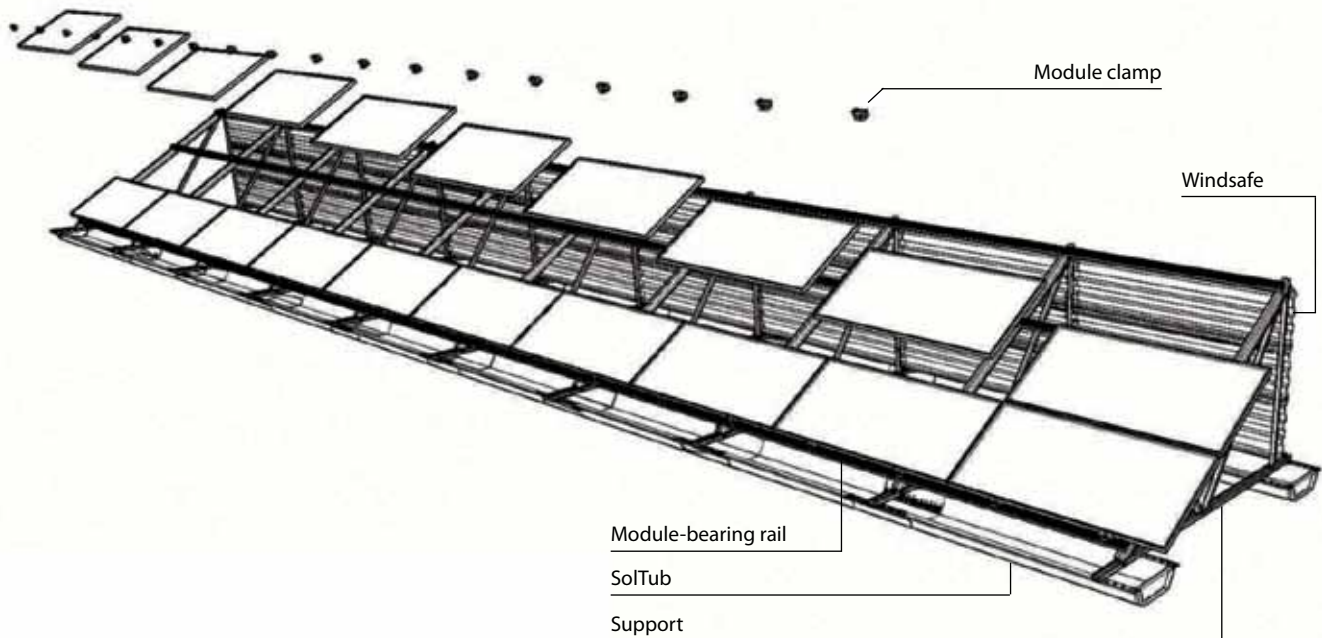 Module clamp
Windsafe
Module-bearing rail
SolTub
Support